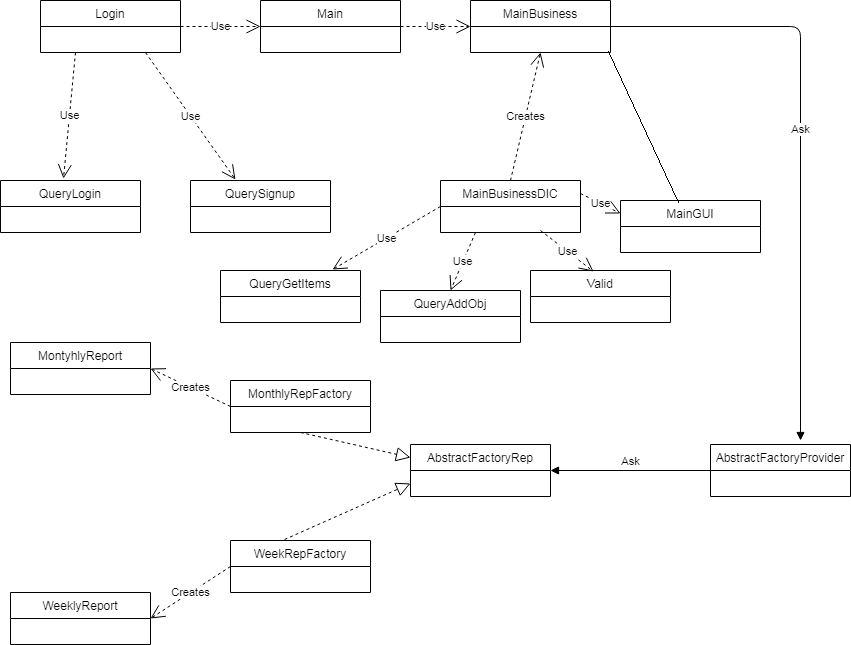 Login
Main
MainBusiness
Use
Use
Ask
Use
Use
Creates
QueryLogin
QuerySignup
MainBusinessDIC
Use
MainGUI
Use
Use
Use
QueryGetItems
QueryAddObj
Valid
MontyhlyReport
Creates
MonthlyRepFactory
AbstractFactoryRep
Ask
AbstractFactoryProvider
WeekRepFactory
Creates
WeeklyReport